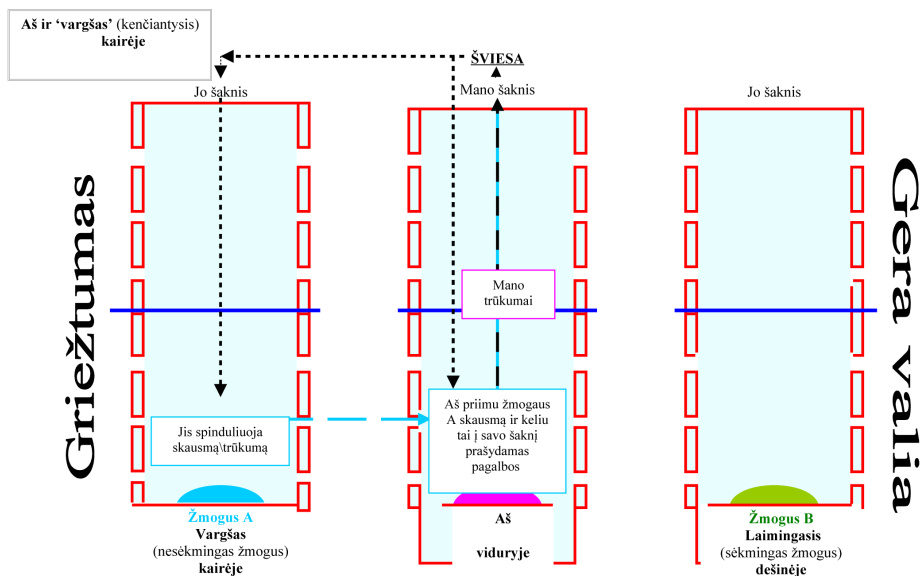 Aš ir ‘vargšas’ (kenčiantysis)
kairėje
ŠVIESA
Jo šaknis
Mano šaknis
Jo šaknis
Griežtumas
Gera valia
Mano
trūkumai
Jis spinduliuoja
skausmą\trūkumą
Aš priimu žmogaus
A skausmą ir keliu
tai į savo šaknį
prašydamas
pagalbos
Žmogus A
Vargšas
(nesėkmingas žmogus)
kairėje
Aš
viduryje
Žmogus B
Laimingasis
(sėkmingas žmogus)
dešinėje